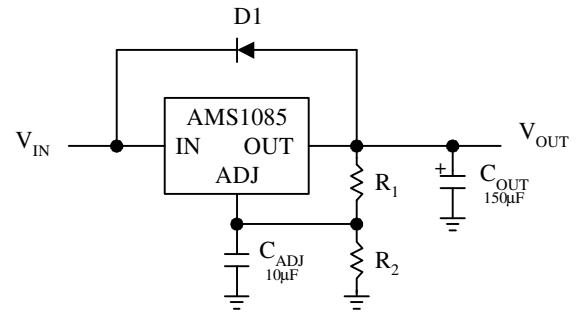 D1
AMS1085
V_IN
IN OUT
V_OUT
ADJ
+
R_1
C_OUT
150μF
C_ADJ
10μF
R_2